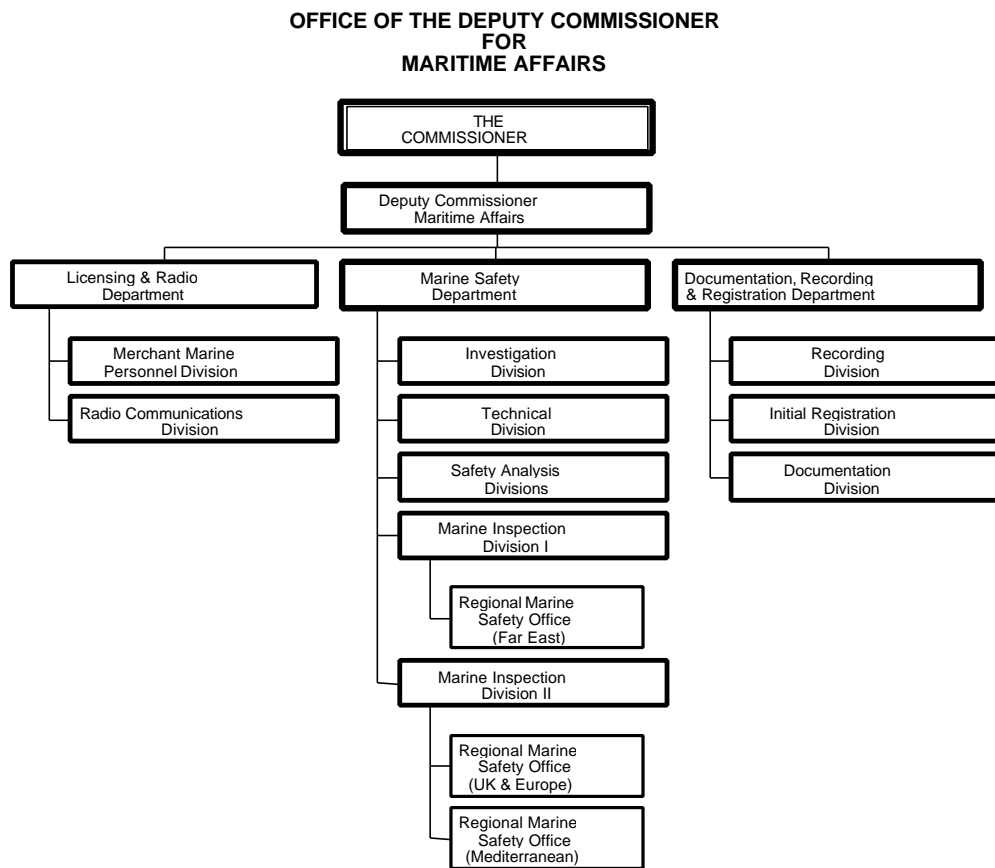 OFFICE OF THE DEPUTY COMMISSIONER
FOR
MARITIME AFFAIRS
THE
COMMISSIONER
Deputy Commissioner
Maritime Affairs
Licensing & Radio
Department
Merchant Marine
Personnel Division
Radio Communications
Division
Marine Safety
Department
Investigation
Division
Technical
Division
Safety Analysis
Divisions
Marine Inspection
Division I
Regional Marine
Safety Office
(Far East)
Marine Inspection
Division II
Regional Marine
Safety Office
(UK & Europe)
Regional Marine
Safety Office
(Mediterranean)
Documentation, Recording
& Registration Department
Recording
Division
Initial Registration
Division
Documentation
Division